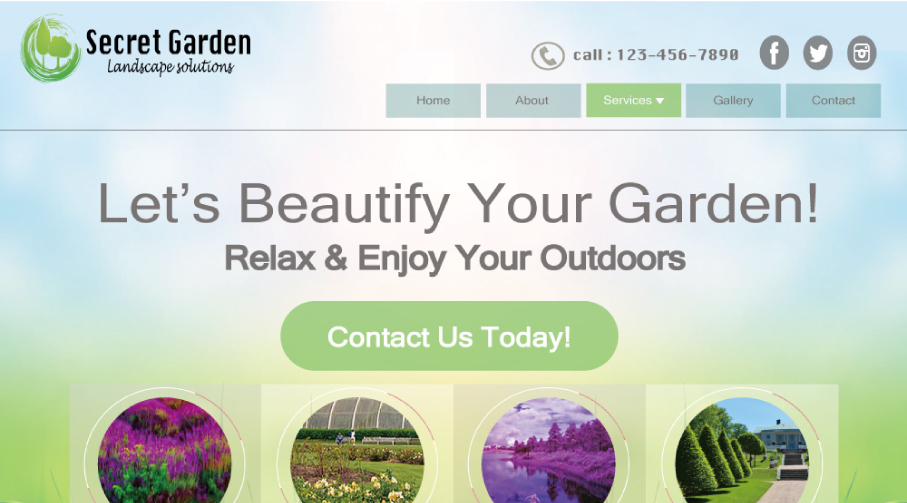 Secret Garden
Landscape solutions
call : 123-456-7890
Home
About
Services ▼
Gallery
Contact
Let’s Beautify Your Garden!
Relax & Enjoy Your Outdoors
Contact Us Today!